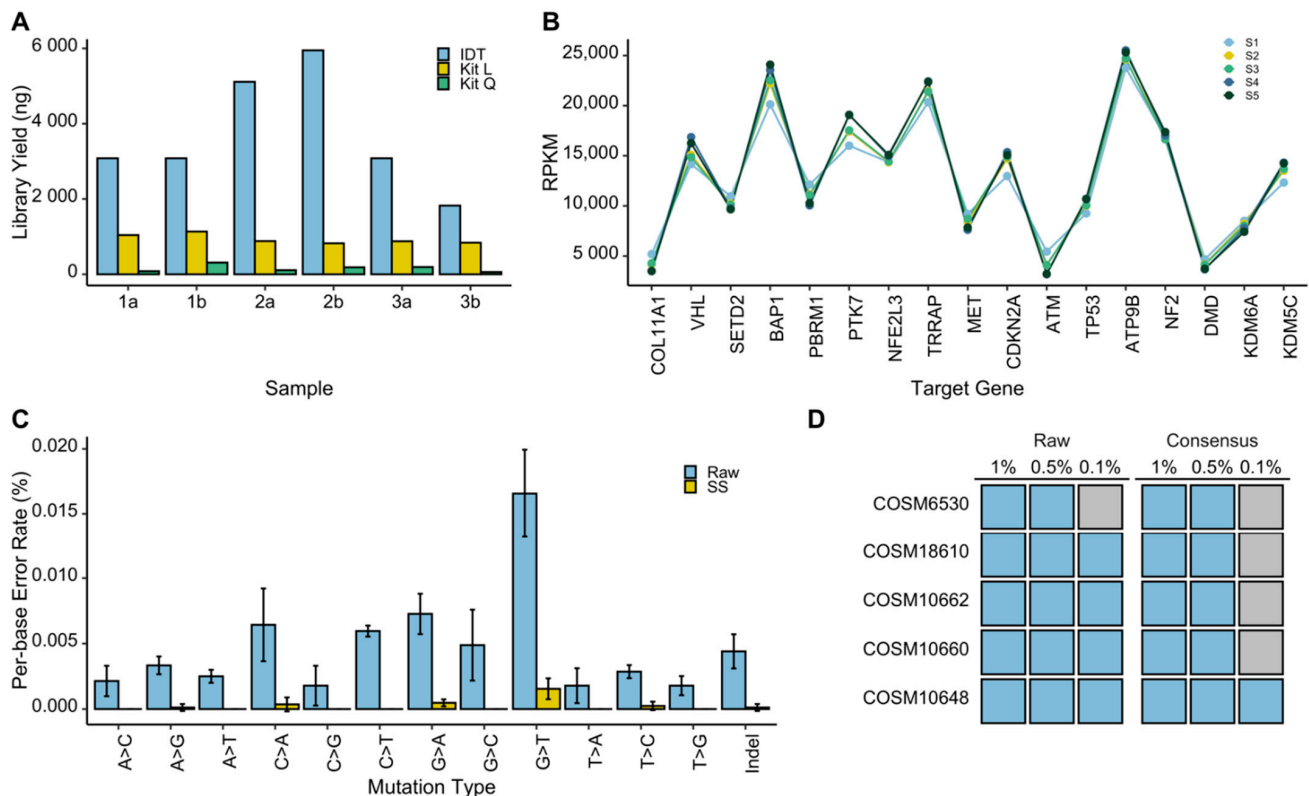 A
Library Yield (ng)
6 000
4 000
2 000
0
IDT
Kit L
Kit Q
1a 1b 2a 2b 3a 3b
Sample
B
RPKM
25,000
20,000
15,000
10,000
5 000
S1
S2
S3
S4
S5
COL11A1
VHL
SETD2
BAP1
PBRM1
PTK7
NFE2L3
TRRAP
MET
CDKN2A
ATM
TP53
ATP9B
NF2
DMD
KDM6A
KDM5C
Target Gene
C
Per-base Error Rate (%)
0.020
0.015
0.010
0.005
0.000
Raw
SS
A>C
A>G
A>T
C>A
C>G
C>T
G>A
G>C
G>T
T>A
T>C
T>G
Indel
Mutation Type
D
Raw Consensus
1% 0.5% 0.1% 1% 0.5% 0.1%
COSM6530
COSM18610
COSM10662
COSM10660
COSM10648